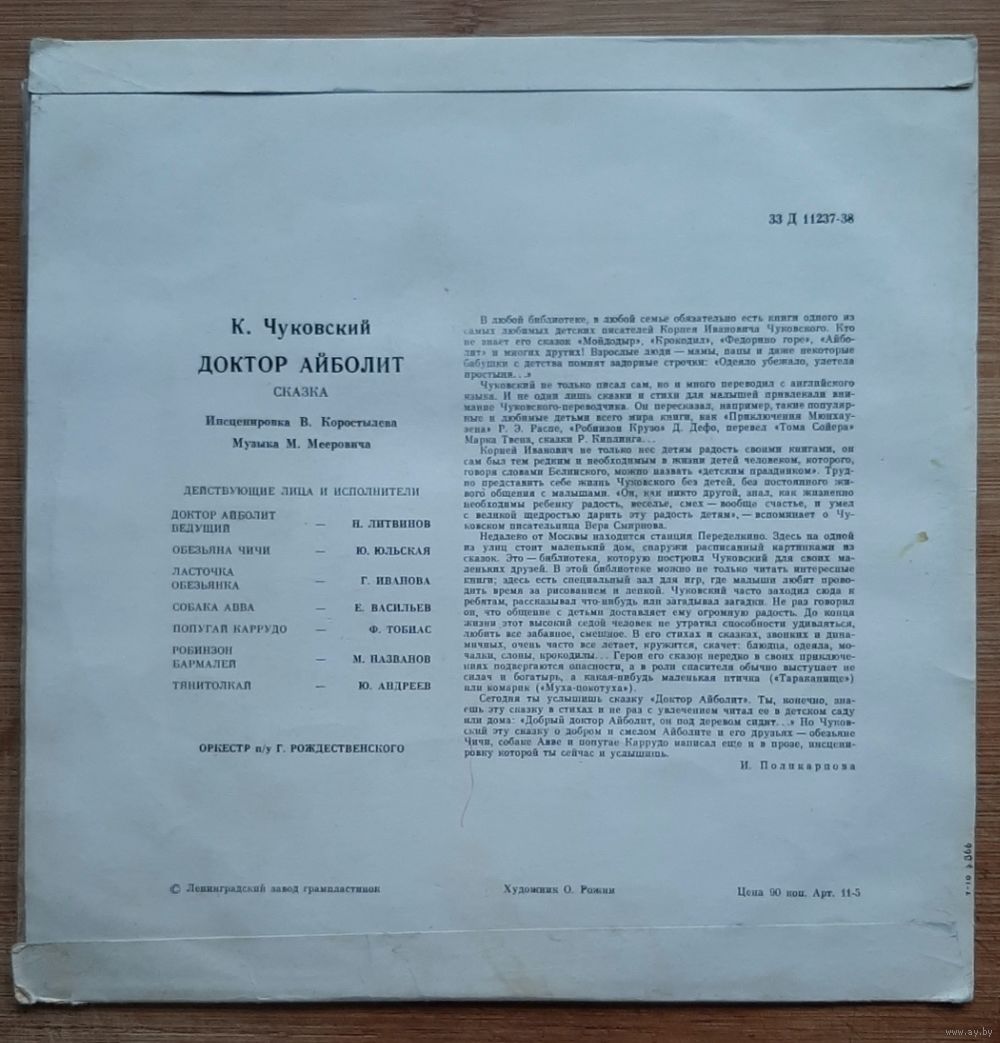 33 Д 11237-38
К. Чуковский
ДОКТОР АЙБОЛИТ
СКАЗКА
Инсценировка В. Коростылева
Музыка М. Мееровича
ДЕЙСТВУЮЩИЕ ЛИЦА И ИСПОЛНИТЕЛИ
ДОКТОР АЙБОЛИТ
ВЕДУЩИЙ — Н. ЛИТВИНОВ
ОБЕЗЬЯНА ЧИЧИ — Ю. ЮЛЬСКАЯ
ЛАСТОЧКА
ОБЕЗЬЯНКА — Г. ИВАНОВА
СОБАКА АВВА — Е. ВАСИЛЬЕВ
ПОПУГАЙ КАРРУДО — Ф. ТОБИАС
РОБИНЗОН
БАРМАЛЕЙ — М. НАЗВАНОВ
ТЯНИТОЛКАЙ — Ю. АНДРЕЕВ
ОРКЕСТР п/у Г. РОЖДЕСТВЕНСКОГО
В любой библиотеке, в любой семье обязательно есть книги одного из
самых любимых детских писателей Корнея Ивановича Чуковского. Кто
не знает его сказок «Мойдодыр», «Крокодил», «Федорино горе», «Айбо-
лит» и многих других! Взрослые люди — мамы, папы и даже некоторые
бабушки с детства помнят задорные строчки: «Одеяло убежало, улетела
простыня...»
Чуковский не только писал сам, но и много переводил с английского
языка. И не одни лишь сказки и стихи для малышей привлекали вни-
мание Чуковского-переводчика. Он пересказал, например, такие популяр-
ные и любимые детьми всего мира книги, как «Приключения Мюнхау-
зена» Р. Э. Распе, «Робинзон Крузо» Д. Дефо, перевел «Тома Сойера»
Марка Твена, сказки Р. Киплинга...
Корней Иванович не только нес детям радость своими книгами, он
сам был тем редким и необходимым в жизни детей человеком, которого,
говоря словами Белинского, можно назвать «детским праздником». Труд-
но представить себе жизнь Чуковского без детей, без постоянного жи-
вого общения с малышами. «Он, как никто другой, знал, как жизненно
необходимы ребенку радость, веселье, смех — вообще счастье, и умел
с великой щедростью дарить эту радость детям», — вспоминает о Чу-
ковском писательница Вера Смирнова.
Недалеко от Москвы находится станция Переделкино. Здесь на одной
из улиц стоит маленький дом, снаружи расписанный картинками из
сказок. Это — библиотека, которую построил Чуковский для своих ма-
леньких друзей. В этой библиотеке можно не только читать интересные
книги; здесь есть специальный зал для игр, где малыши любят прово-
дить время за рисованием и лепкой. Чуковский часто заходил сюда к
ребятам, рассказывал что-нибудь или загадывал загадки. Не раз говорил
он, что общение с детьми доставляет ему огромную радость. До конца
жизни этот высокий седой человек не утратил способности удивляться,
любить все забавное, смешное. В его стихах и сказках, звонких и дина-
мичных, очень часто все летает, кружится, скачет: блюдца, одеяла, мо-
чалки, слоны, крокодилы... Герои его сказок нередко в своих приключе-
ниях подвергаются опасности, а в роли спасителя обычно выступает не
силач и богатырь, а какая-нибудь маленькая птичка («Тараканище»)
или комарик («Муха-цокотуха»).
Сегодня ты услышишь сказку «Доктор Айболит». Ты, конечно, зна-
ешь эту сказку в стихах и не раз с увлечением читал ее в детском саду
или дома: «Добрый доктор Айболит, он под деревом сидит...» Но Чуков-
ский эту сказку о добром и смелом Айболите и его друзьях — обезьяне
Чичи, собаке Авве и попугае Каррудо написал еще и в прозе, инсцени-
ровку которой ты сейчас и услышишь.
И. Поликарпова
© Ленинградский завод грампластинок
Художник О. Рожин
Цена 90 коп. Арт. 11-5
www.ay.by